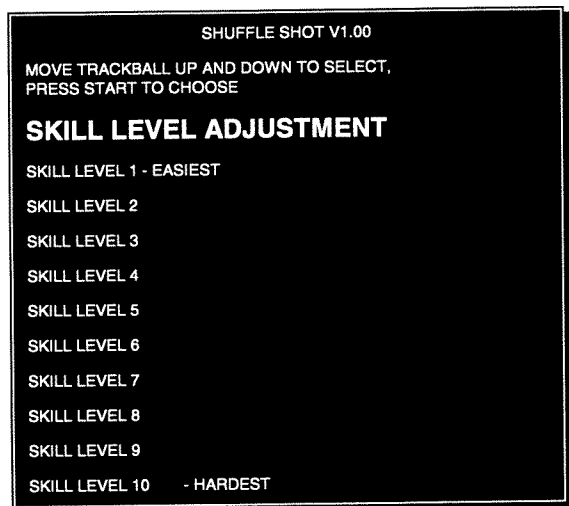 SHUFFLE SHOT V1.00
MOVE TRACKBALL UP AND DOWN TO SELECT,
PRESS START TO CHOOSE
SKILL LEVEL ADJUSTMENT
SKILL LEVEL 1 - EASIEST
SKILL LEVEL 2
SKILL LEVEL 3
SKILL LEVEL 4
SKILL LEVEL 5
SKILL LEVEL 6
SKILL LEVEL 7
SKILL LEVEL 8
SKILL LEVEL 9
SKILL LEVEL 10 - HARDEST